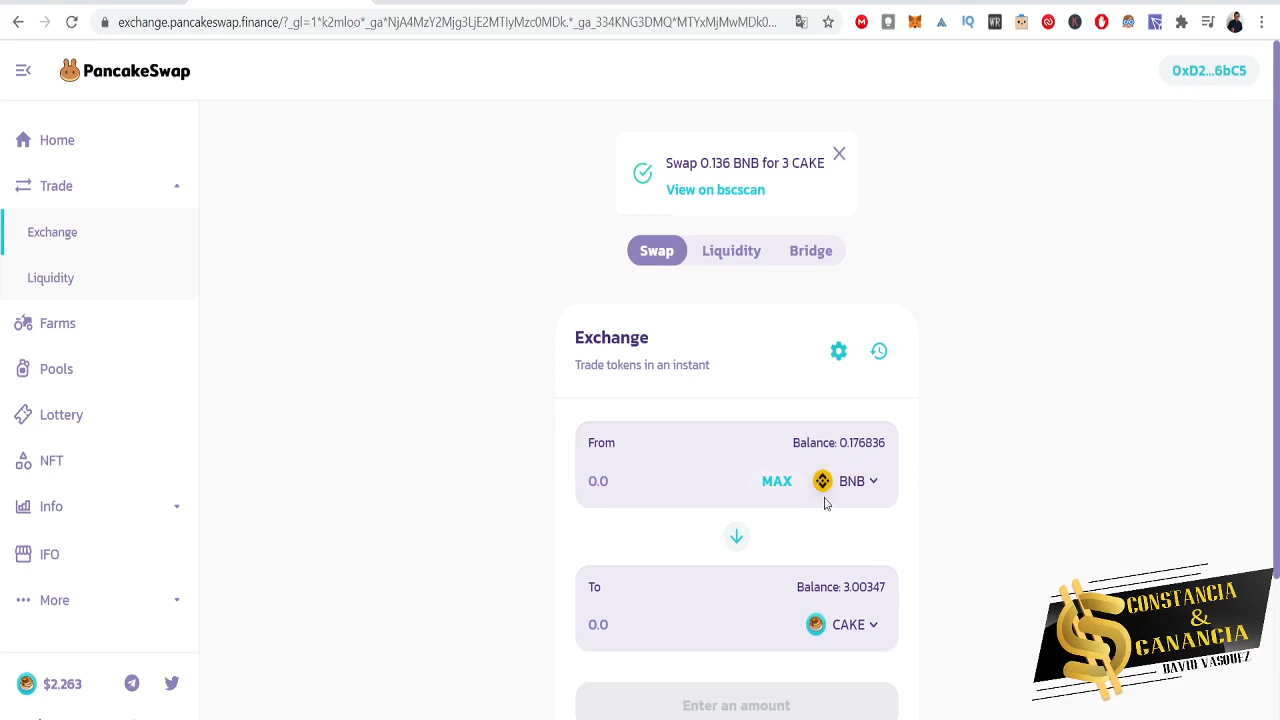 exchange.pancakeswap.finance/?_gl=1*k2mloo*_ga*NjA4MzY2Mjg3LjE2MTIyMzc0MDk.*_ga_334KNG3DMQ*MTYxMjMwMDk0...
PancakeSwap
0xD2...6bC5
Home
Trade
Exchange
Liquidity
Farms
Pools
Lottery
NFT
Info
IFO
More
$2.263
Swap 0.136 BNB for 3 CAKE
View on bscscan
Swap
Liquidity
Bridge
Exchange
Trade tokens in an instant
From
Balance: 0.176836
0.0
MAX
BNB
To
Balance: 3.00347
0.0
CAKE
Enter an amount
CONSTANCIA
&
GANANCIA
DAVID VASQUEZ